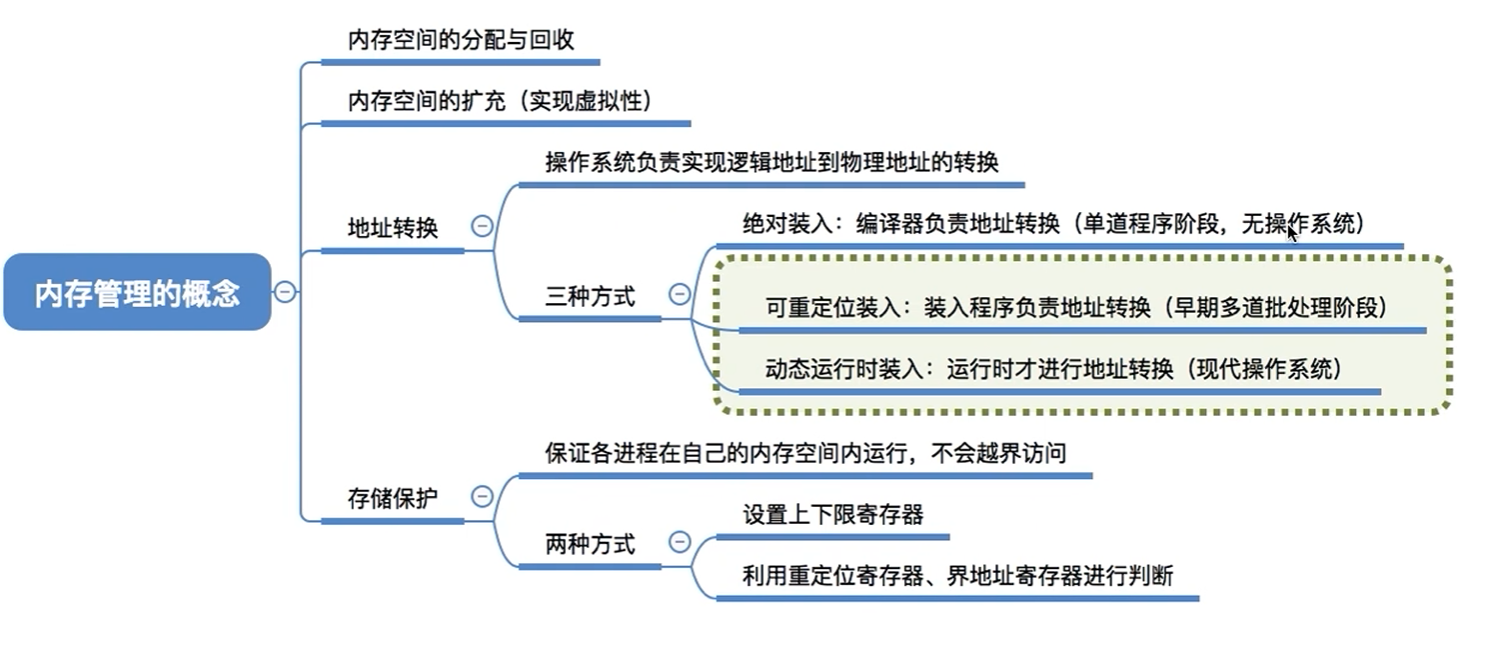 内存空间的分配与回收
内存空间的扩充（实现虚拟性）
操作系统负责实现逻辑地址到物理地址的转换
地址转换
绝对装入：编译器负责地址转换（单道程序阶段，无操作系统）
三种方式
可重定位装入：装入程序负责地址转换（早期多道批处理阶段）
动态运行时装入：运行时才进行地址转换（现代操作系统）
内存管理的概念
保证各进程在自己的内存空间内运行，不会越界访问
存储保护
设置上下限寄存器
两种方式
利用重定位寄存器、界地址寄存器进行判断